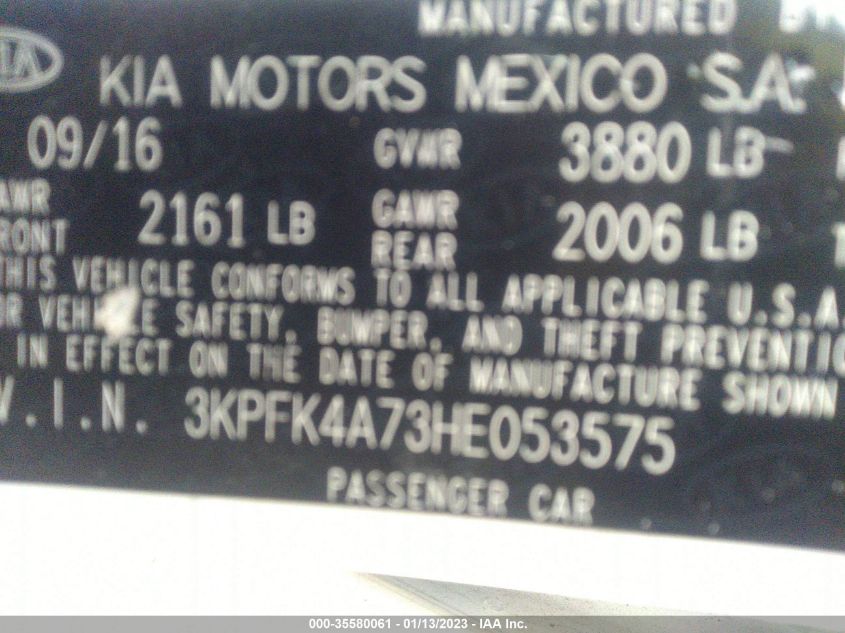 MANUFACTURED
KIA MOTORS MEXICO S.A.
09/16 GVWR 3880 LB
2161 LB GAWR REAR 2006 LB
THIS VEHICLE CONFORMS TO ALL APPLICABLE U.S.A.
VEHICLE SAFETY, BUMPER, AND THEFT
IN EFFECT ON THE DATE OF MANUFACTURE SHOWN
V.I.N. 3KPFK4A73HE053575
PASSENGER CAR
000-35580061 - 01/13/2023 - IAA Inc.